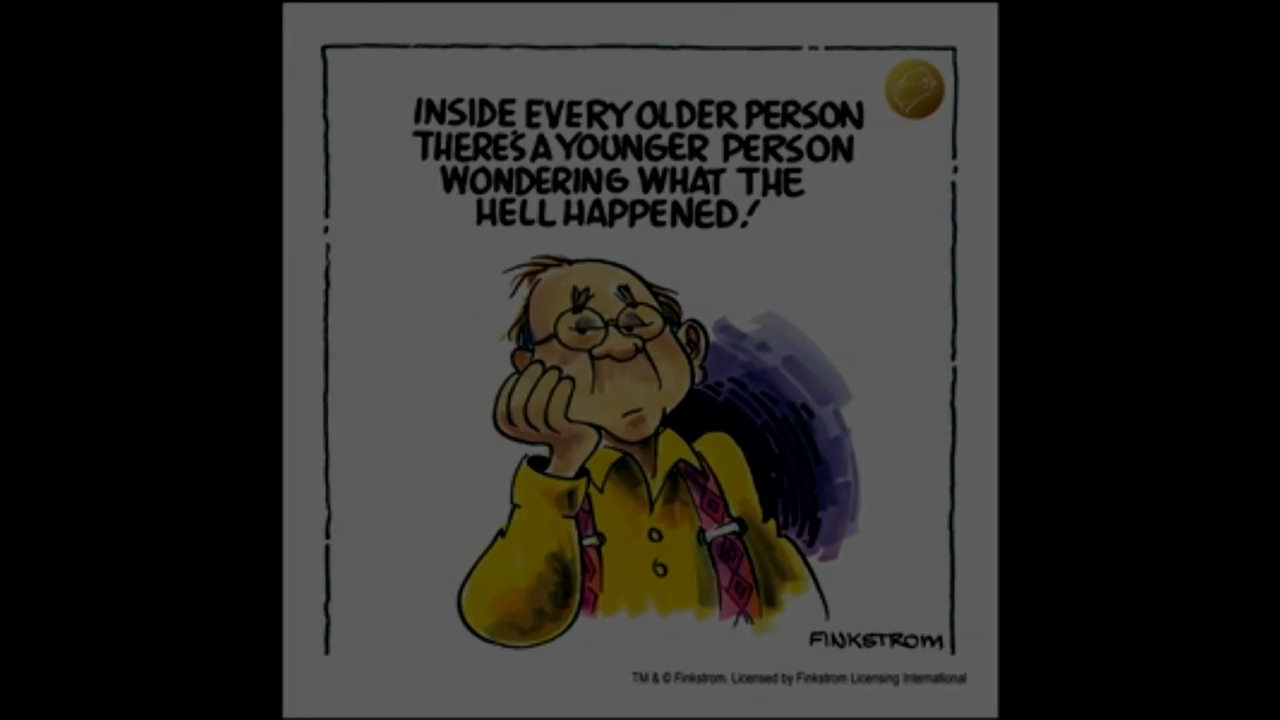 INSIDE EVERY OLDER PERSON
THERE'S A YOUNGER PERSON
WONDERING WHAT THE
HELL HAPPENED!
FINKSTROM
TM & © Finkstrom. Licensed by Finkstrom Licensing International